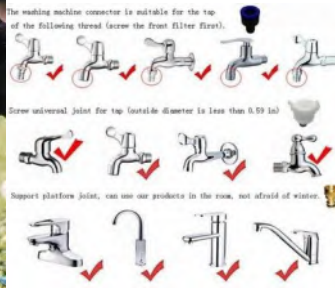 The washing machine connector is suitable for the tap
of the following thread (screw the front filter first).
Screw universal joint for tap (outside diameter is less than 0.59 in)
Support platform joint, can use our products in the room, not afraid of winter.